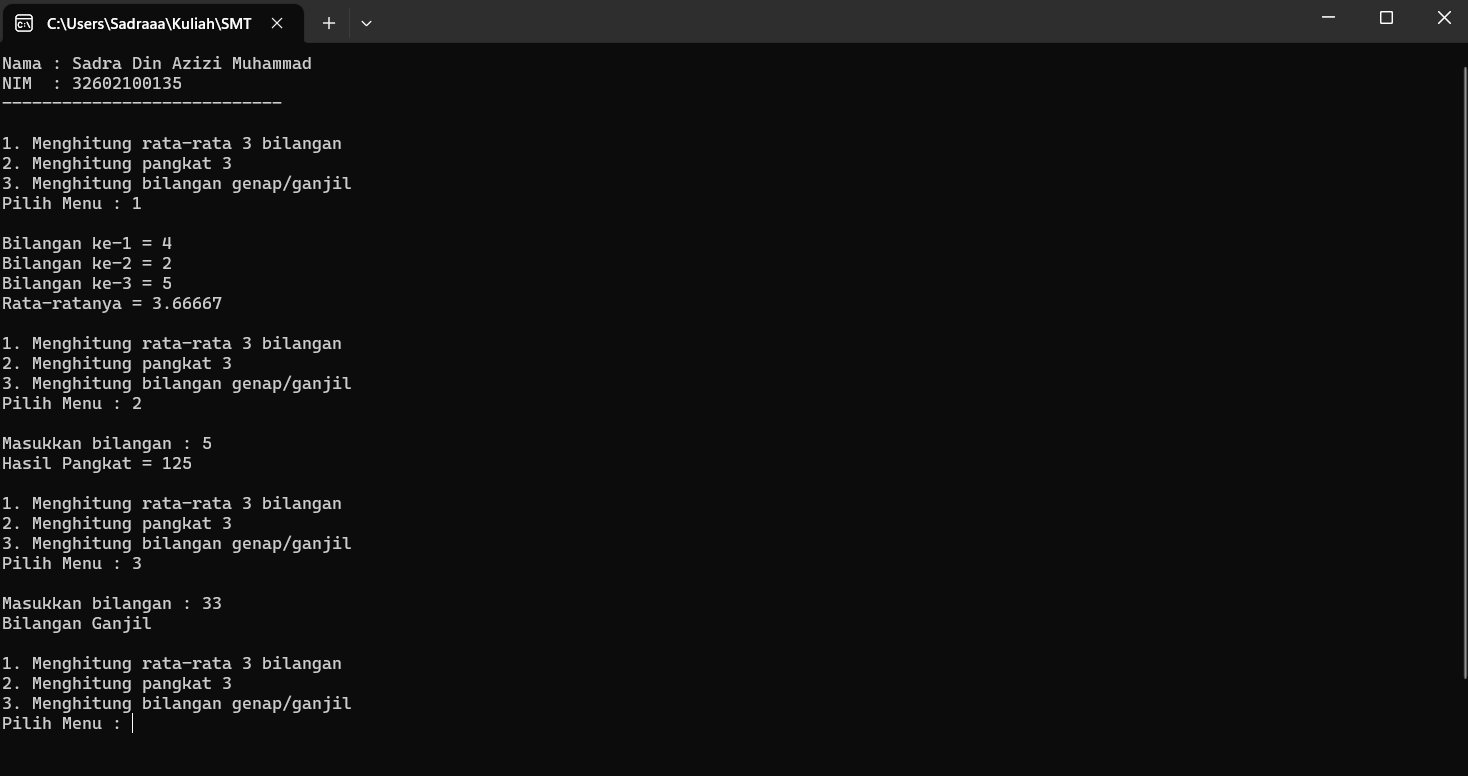 C:\Users\Sadraaa\Kuliah\SMT
Nama : Sadra Din Azizi Muhammad
NIM  : 32602100135
----------------------------
1. Menghitung rata-rata 3 bilangan
2. Menghitung pangkat 3
3. Menghitung bilangan genap/ganjil
Pilih Menu : 1
Bilangan ke-1 = 4
Bilangan ke-2 = 2
Bilangan ke-3 = 5
Rata-ratanya = 3.66667
1. Menghitung rata-rata 3 bilangan
2. Menghitung pangkat 3
3. Menghitung bilangan genap/ganjil
Pilih Menu : 2
Masukkan bilangan : 5
Hasil Pangkat = 125
1. Menghitung rata-rata 3 bilangan
2. Menghitung pangkat 3
3. Menghitung bilangan genap/ganjil
Pilih Menu : 3
Masukkan bilangan : 33
Bilangan Ganjil
1. Menghitung rata-rata 3 bilangan
2. Menghitung pangkat 3
3. Menghitung bilangan genap/ganjil
Pilih Menu :